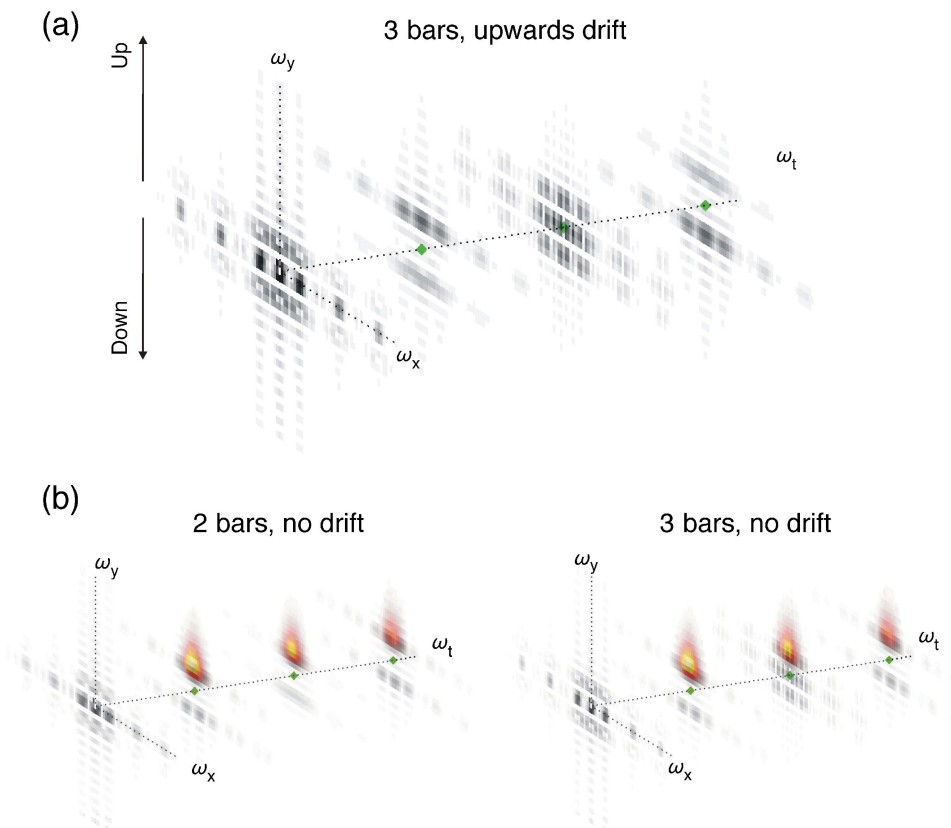 (a)
3 bars, upwards drift
Up
ωy
ωt
Down
ωx
(b)
2 bars, no drift
3 bars, no drift
ωy
ωy
ωt
ωt
ωx
ωx